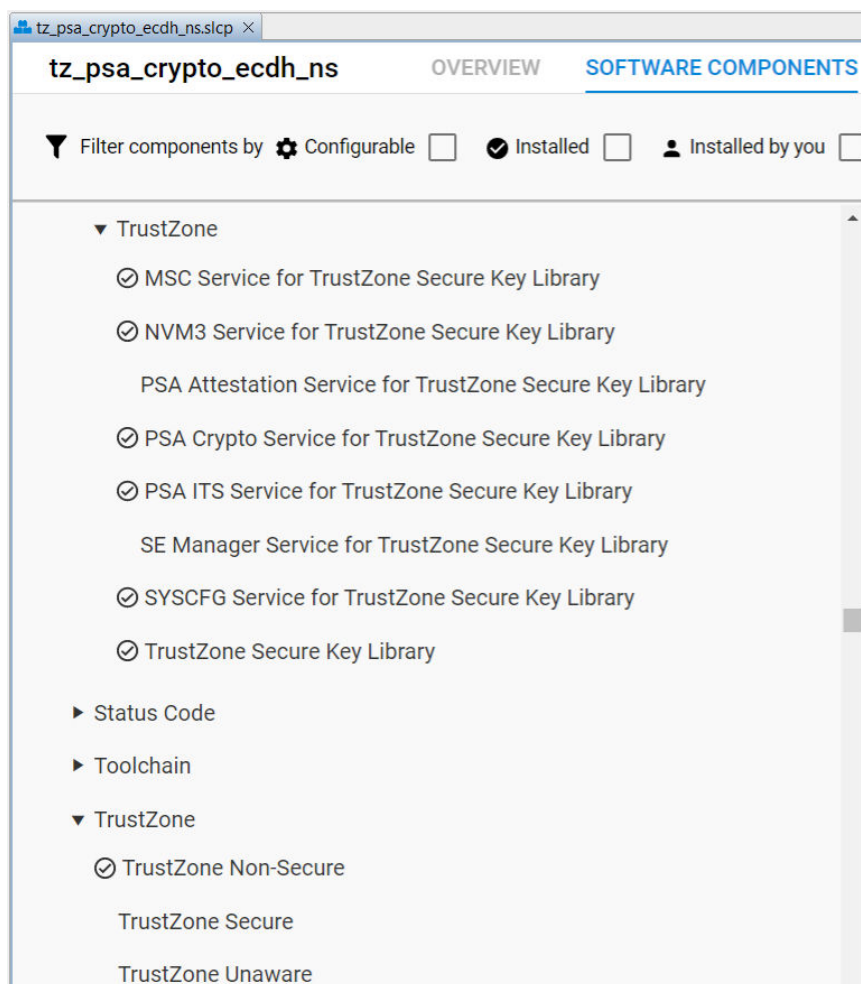 tz_psa_crypto_ecdh_ns.slcp
tz_psa_crypto_ecdh_ns OVERVIEW SOFTWARE COMPONENTS
Filter components by Configurable Installed Installed by you
TrustZone
MSC Service for TrustZone Secure Key Library
NVM3 Service for TrustZone Secure Key Library
PSA Attestation Service for TrustZone Secure Key Library
PSA Crypto Service for TrustZone Secure Key Library
PSA ITS Service for TrustZone Secure Key Library
SE Manager Service for TrustZone Secure Key Library
SYSCFG Service for TrustZone Secure Key Library
TrustZone Secure Key Library
Status Code
Toolchain
TrustZone
TrustZone Non-Secure
TrustZone Secure
TrustZone Unaware